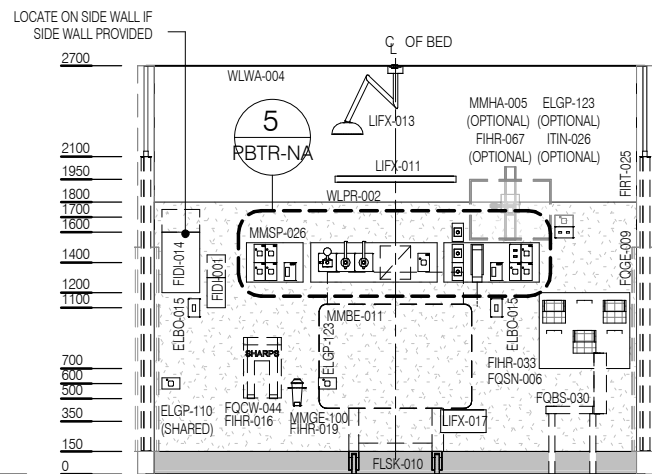 LOCATE ON SIDE WALL IF
SIDE WALL PROVIDED
℄ OF BED
2700
WLWA-004
MMHA-005 ELGP-123
(OPTIONAL) (OPTIONAL)
FIHR-067 ITIN-026
(OPTIONAL) (OPTIONAL)
5
PBTR-NA
LIFX-013
2100
LIFX-011
1950
FIRT-025
WLPR-002
1800
1700
1600
MMSP-026
1400
FIDI-014
FIDI-001
FQGE-009
1200
1100
ELBO-015
MMBE-011
ELBO-015
ELGP-123
SHARPS
700
600
500
FIHR-033
FQSN-006
FQBS-030
350
ELGP-110
(SHARED)
FQCW-044
FIHR-016
MMGE-100
FIHR-019
LIFX-017
150
0
FLSK-010